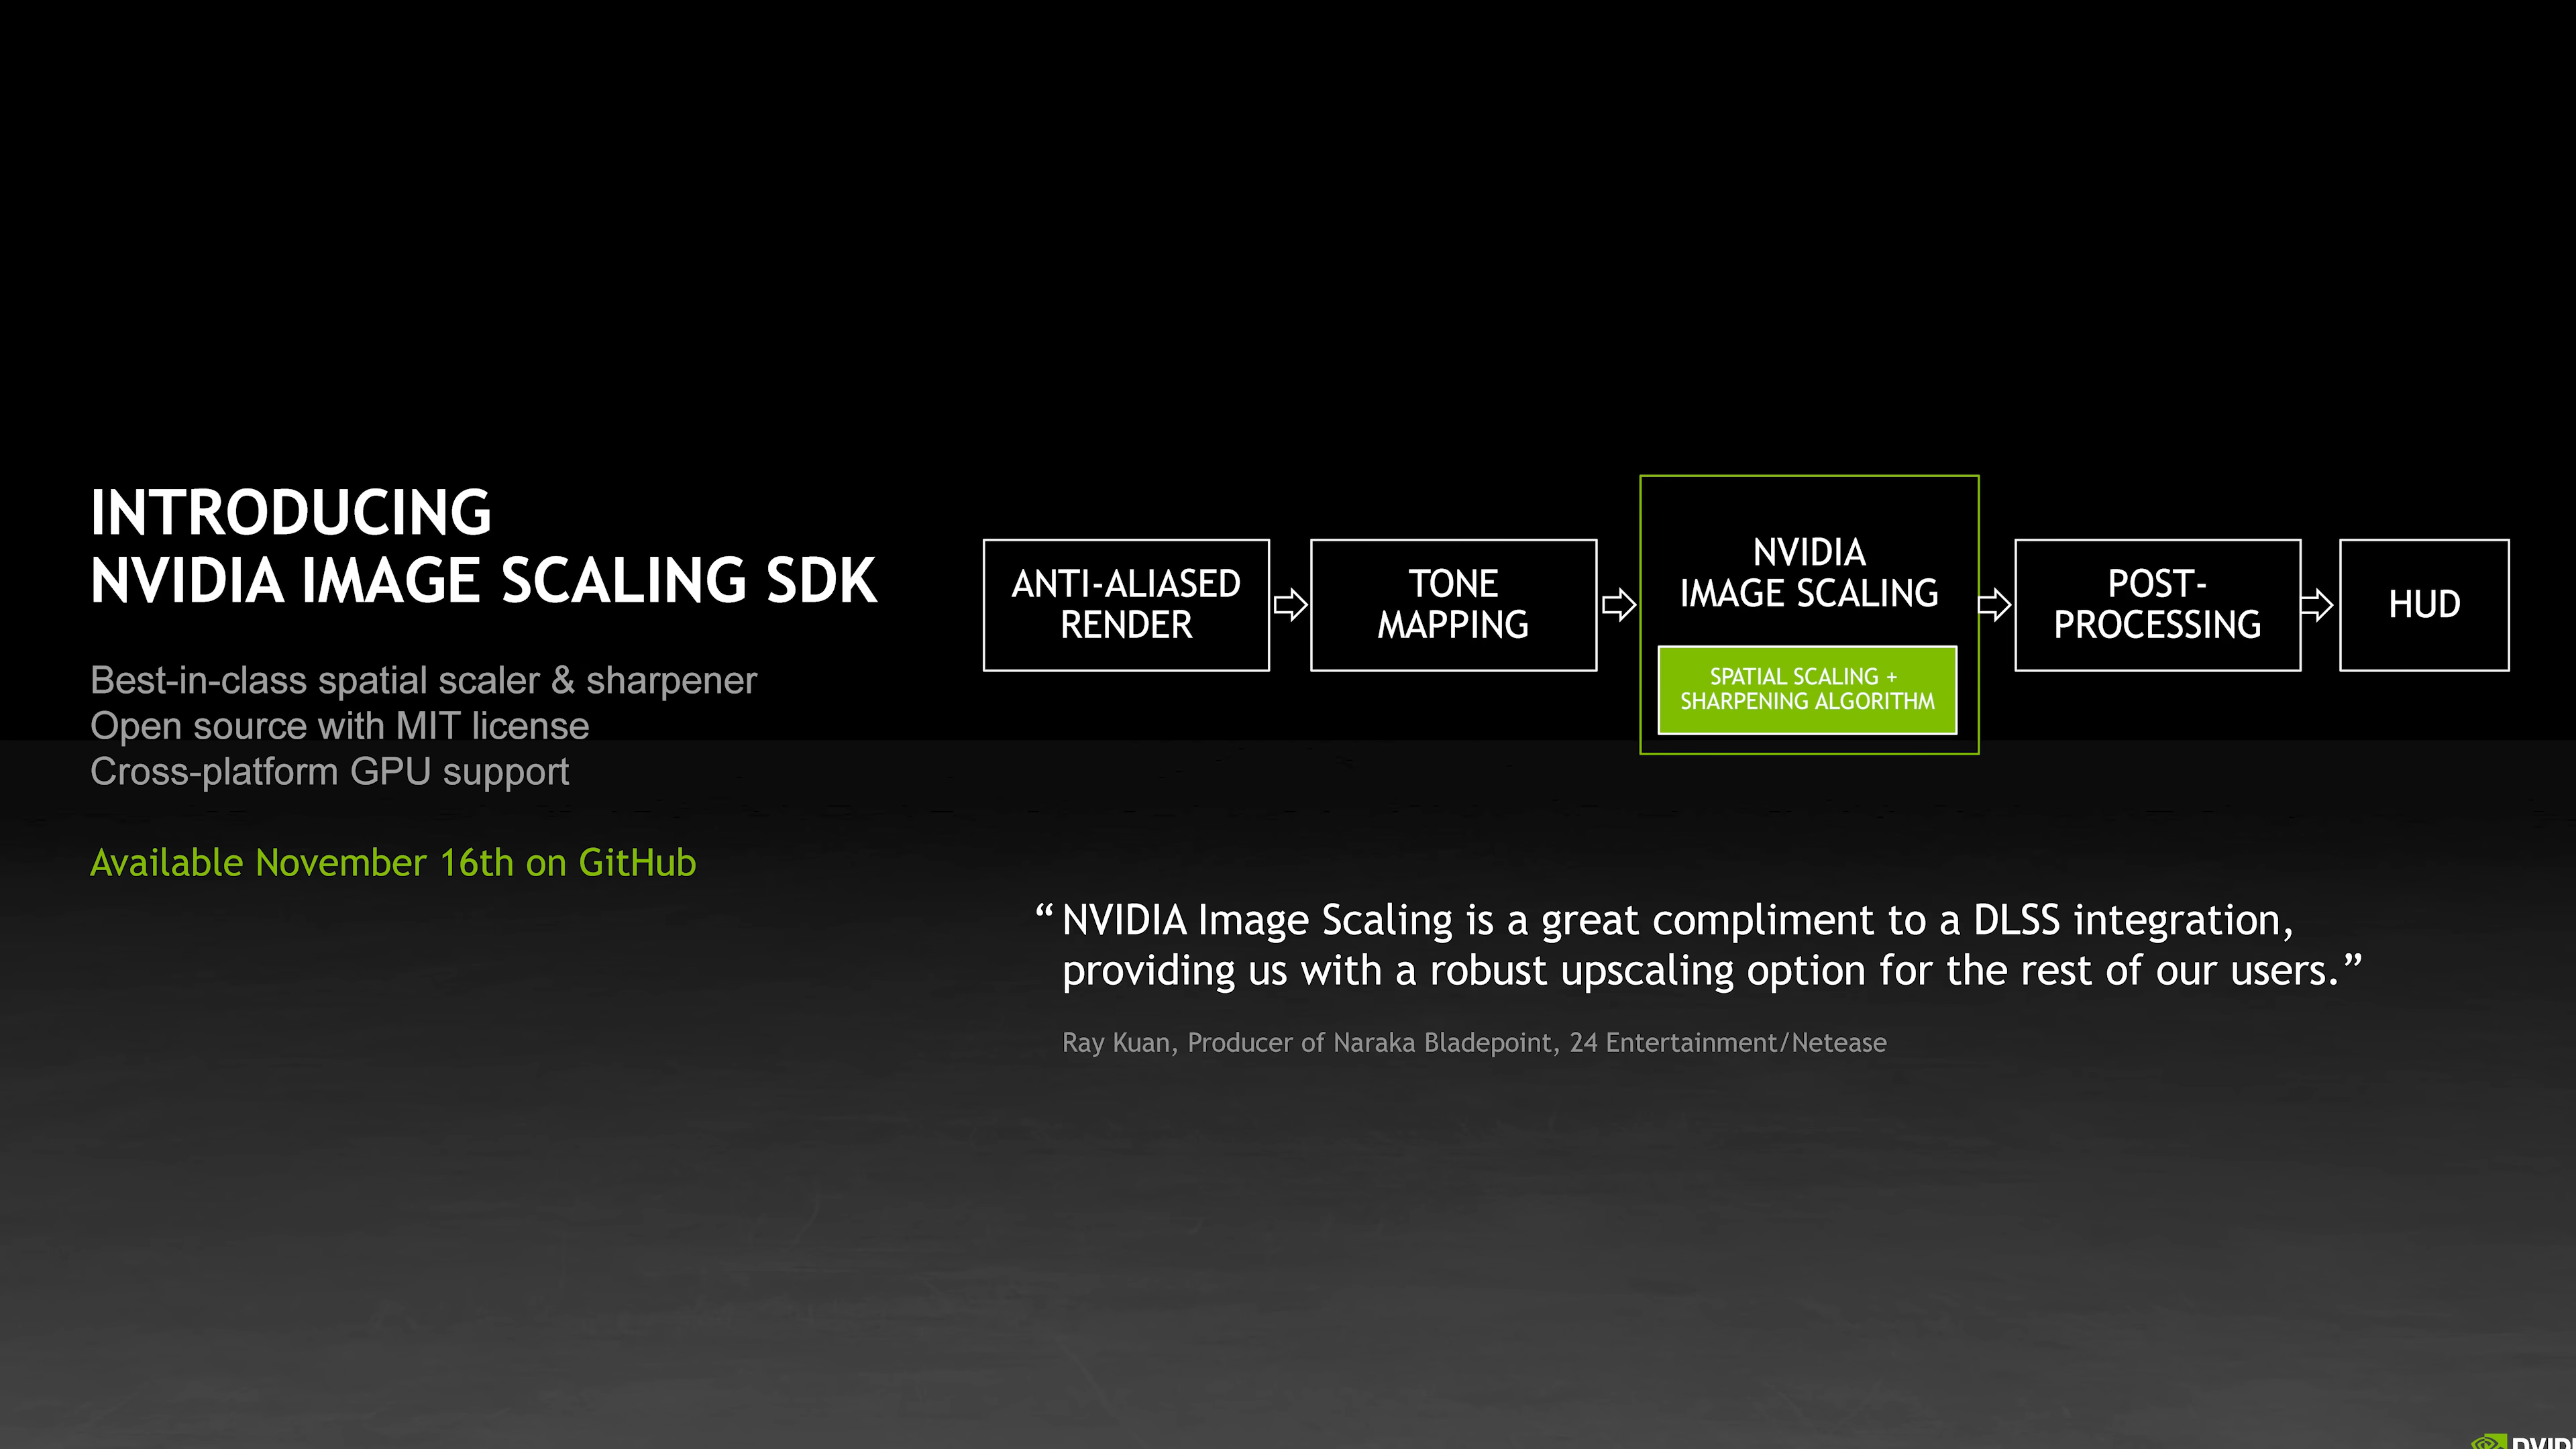 INTRODUCING
NVIDIA IMAGE SCALING SDK
Best-in-class spatial scaler & sharpener
Open source with MIT license
Cross-platform GPU support
Available November 16th on GitHub
ANTI-ALIASED
RENDER
TONE
MAPPING
NVIDIA
IMAGE SCALING
SPATIAL SCALING +
SHARPENING ALGORITHM
POST-
PROCESSING
HUD
“ NVIDIA Image Scaling is a great compliment to a DLSS integration,
providing us with a robust upscaling option for the rest of our users.”
Ray Kuan, Producer of Naraka Bladepoint, 24 Entertainment/Netease